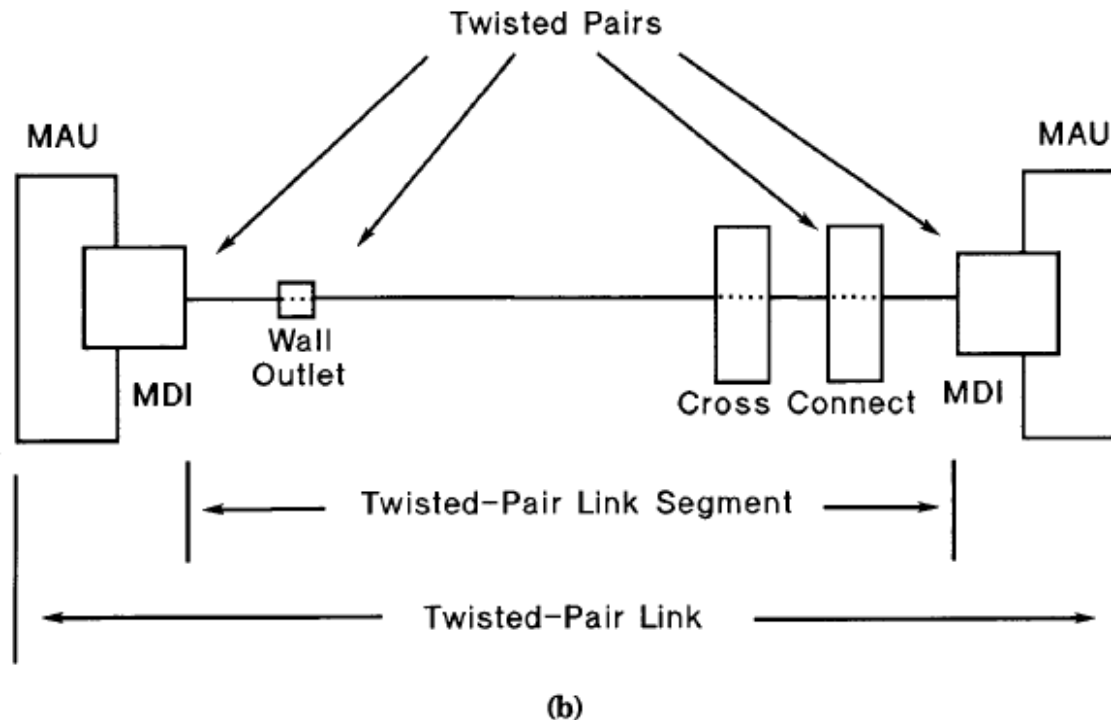 Twisted Pairs
MAU
MAU
Wall
Outlet
MDI
Cross Connect
MDI
Twisted-Pair Link Segment
Twisted-Pair Link
(b)